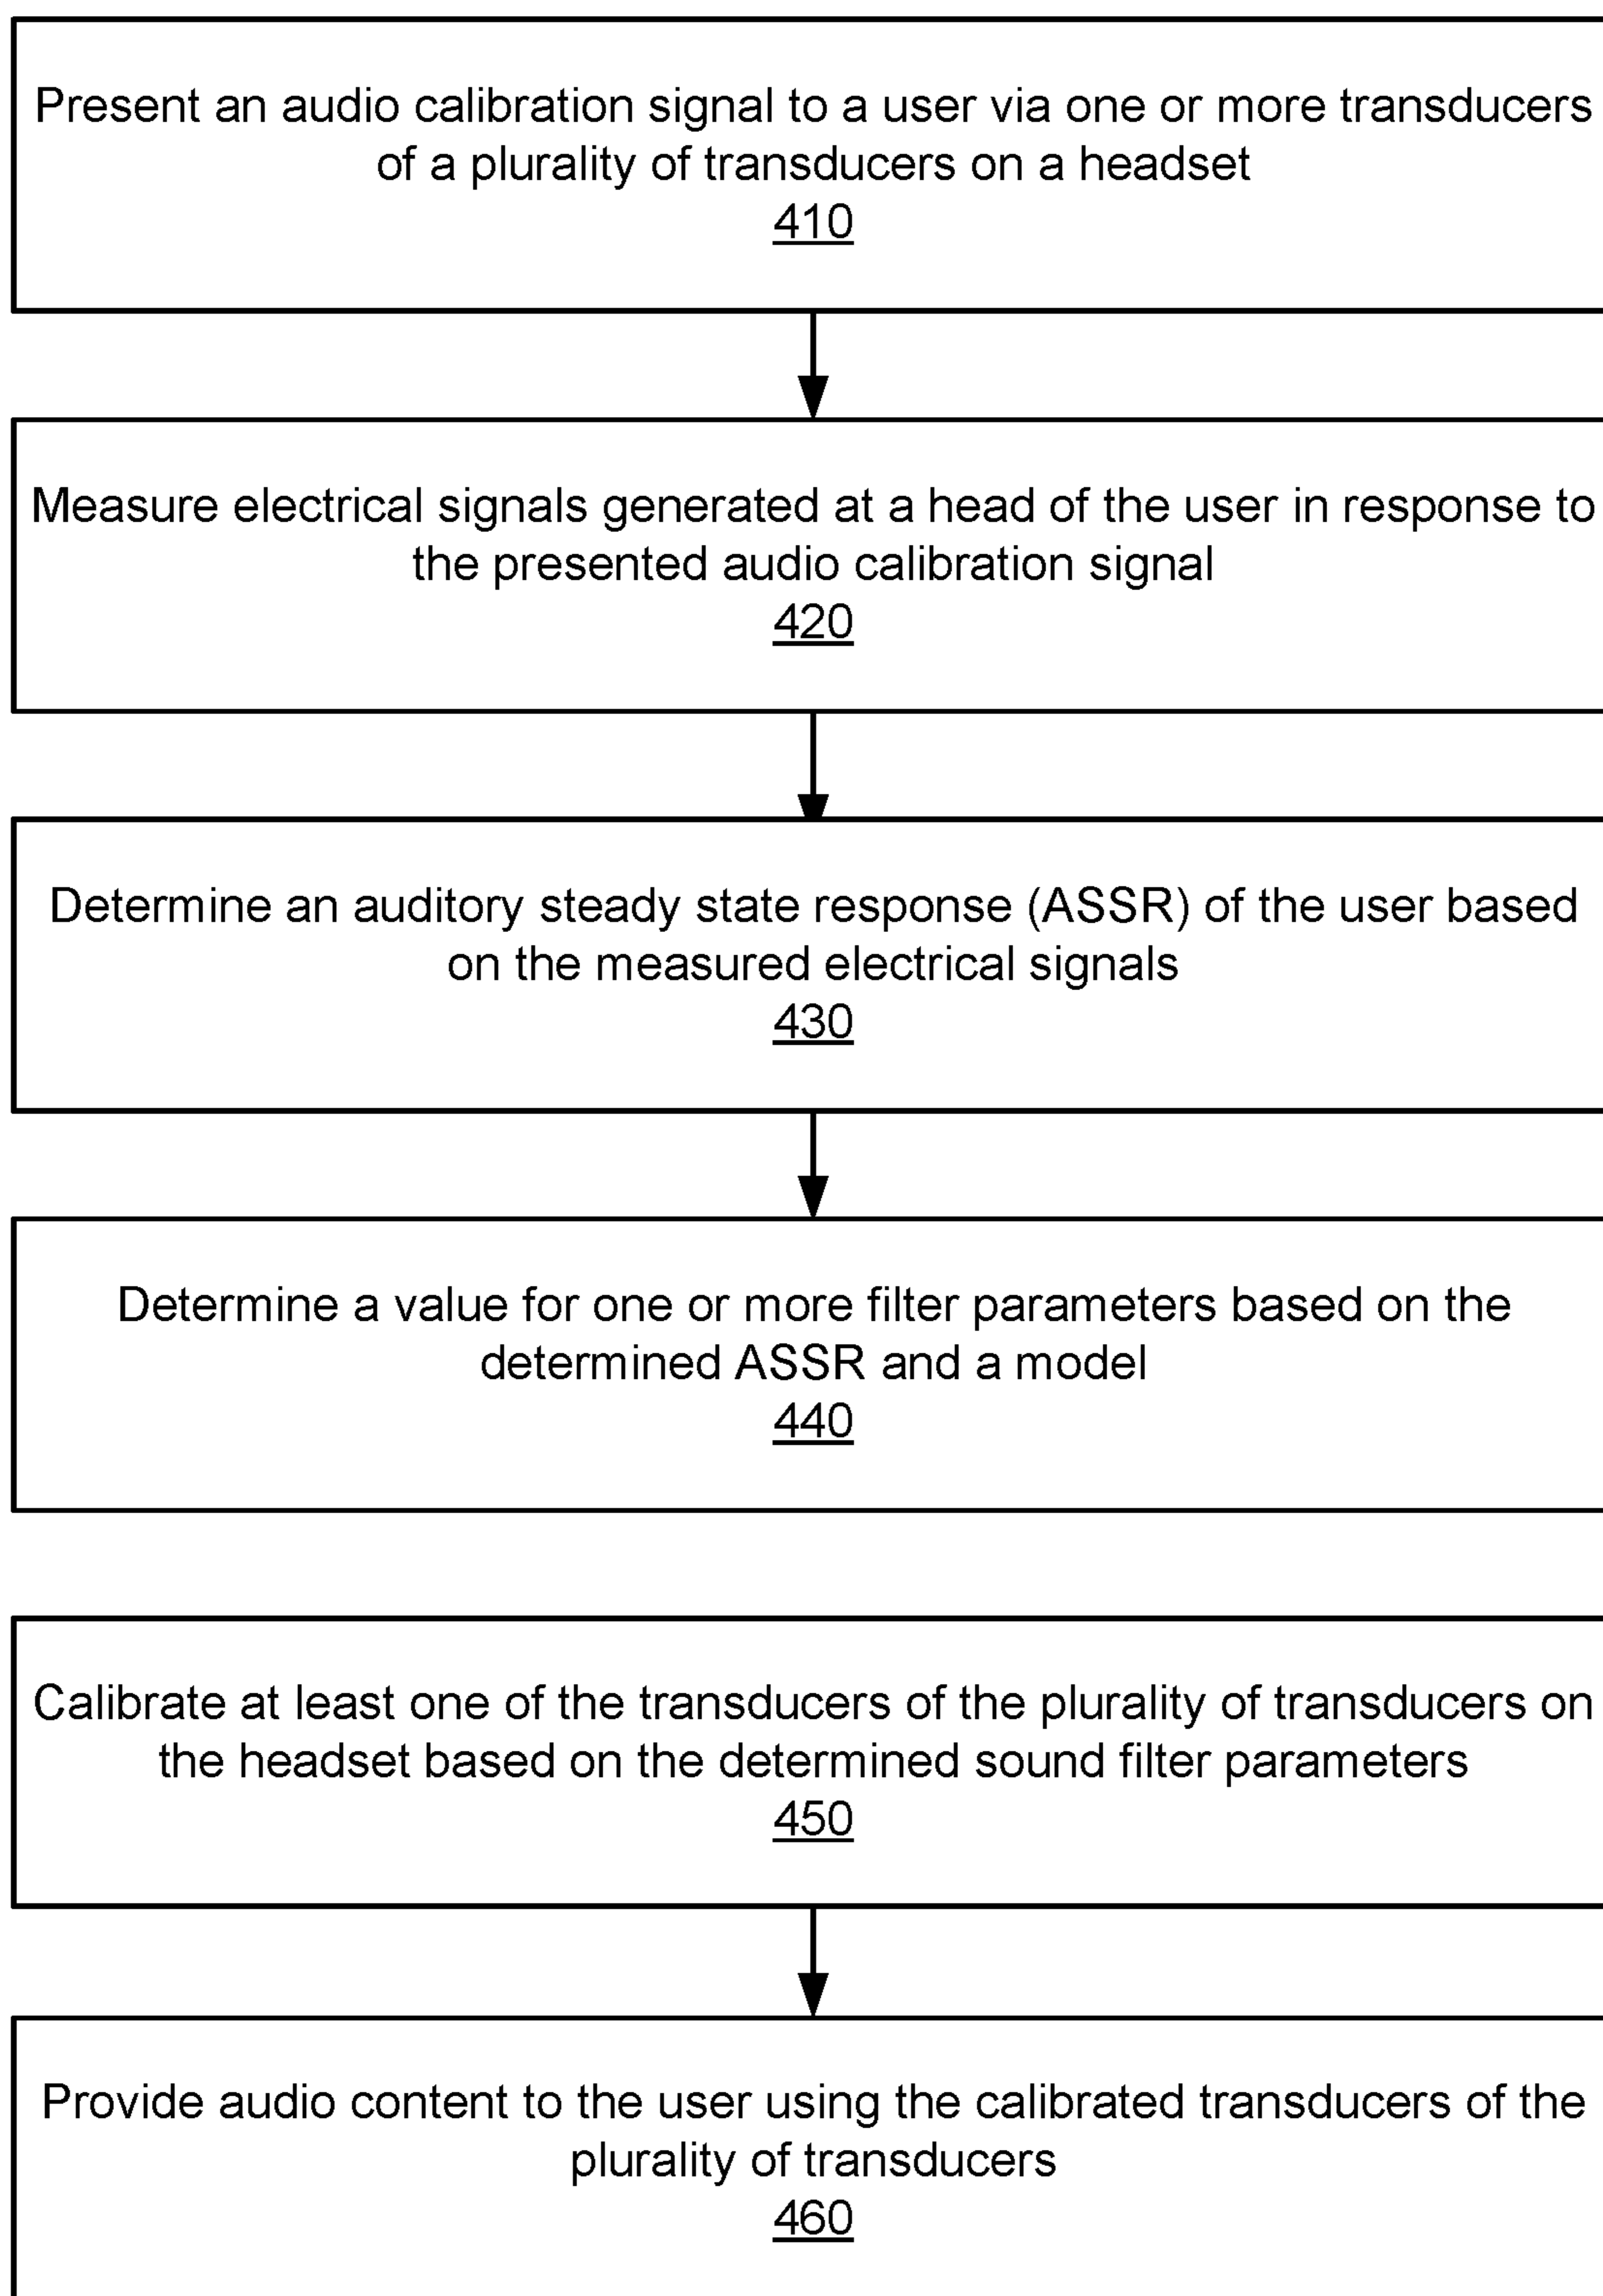 Present an audio calibration signal to a user via one or more transducers
of a plurality of transducers on a headset
410
Measure electrical signals generated at a head of the user in response to
the presented audio calibration signal
420
Determine an auditory steady state response (ASSR) of the user based
on the measured electrical signals
430
Determine a value for one or more filter parameters based on the
determined ASSR and a model
440
Calibrate at least one of the transducers of the plurality of transducers on
the headset based on the determined sound filter parameters
450
Provide audio content to the user using the calibrated transducers of the
plurality of transducers
460